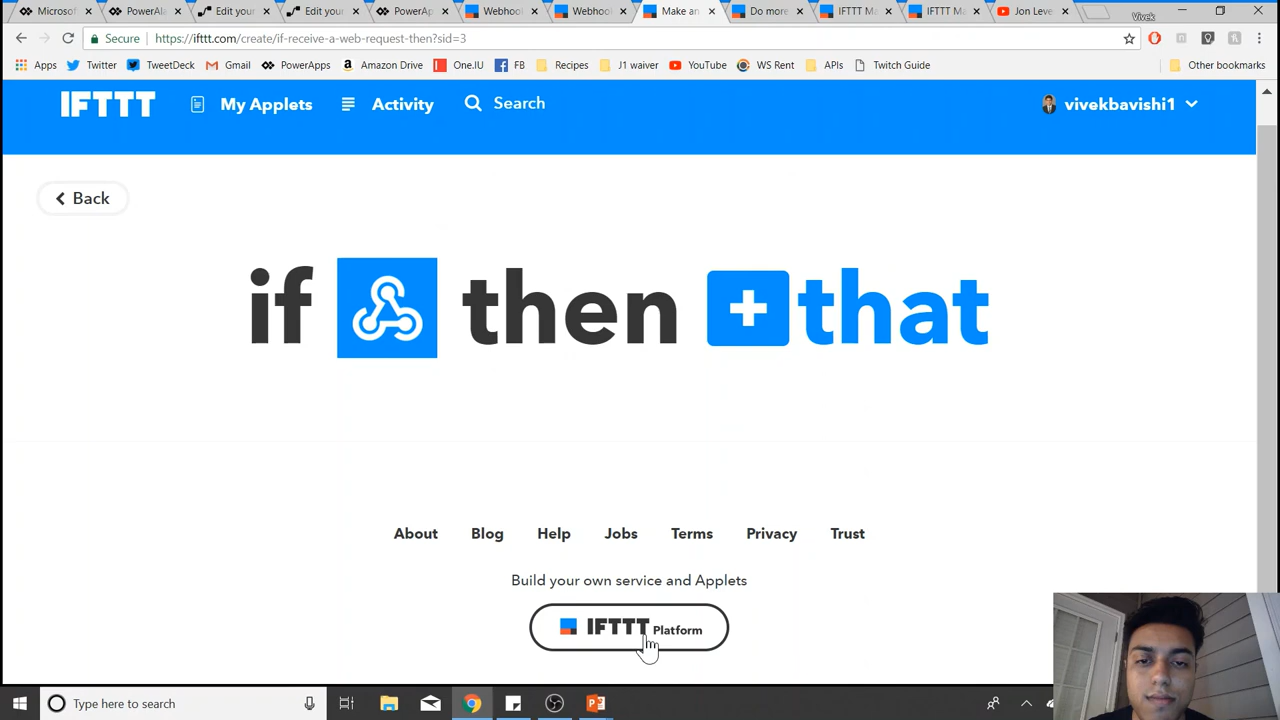 Microsof
PowerAla
Edit your
Edit your
PowerAp
Webhook
Webhook
Make an
Do more
IFTTT Ma
IFTTT Ma
Jon Leve
Vivek
Secure
https://ifttt.com/create/if-receive-a-web-request-then?sid=3
Apps
Twitter
TweetDeck
Gmail
PowerApps
Amazon Drive
One.IU
FB
Recipes
J1 waiver
YouTube
WS Rent
APIs
Twitch Guide
Other bookmarks
IFTTT
My Applets
Activity
Search
vivekbavishi1
Back
if then +that
About Blog Help Jobs Terms Privacy Trust
Build your own service and Applets
IFTTT Platform
Type here to search